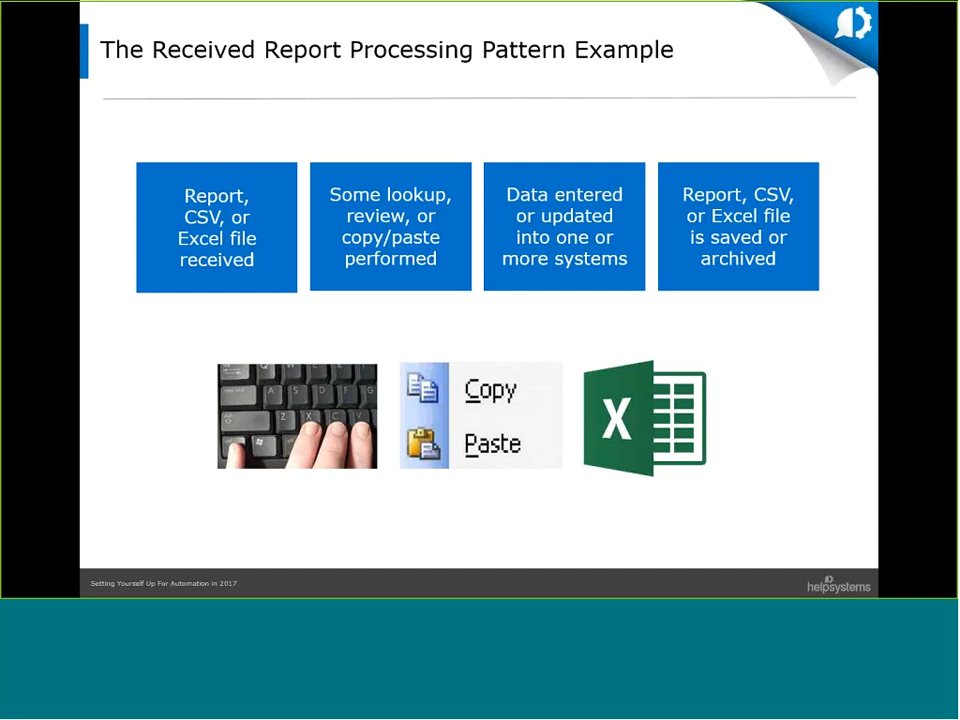 The Received Report Processing Pattern Example
Report,
CSV, or
Excel file
received
Some lookup,
review, or
copy/paste
performed
Data entered
or updated
into one or
more systems
Report, CSV,
or Excel file
is saved or
archived
Q W E R
A S D F G
Z X C V
Copy
Paste
X
Setting Yourself Up For Automation in 2017
helpsystems